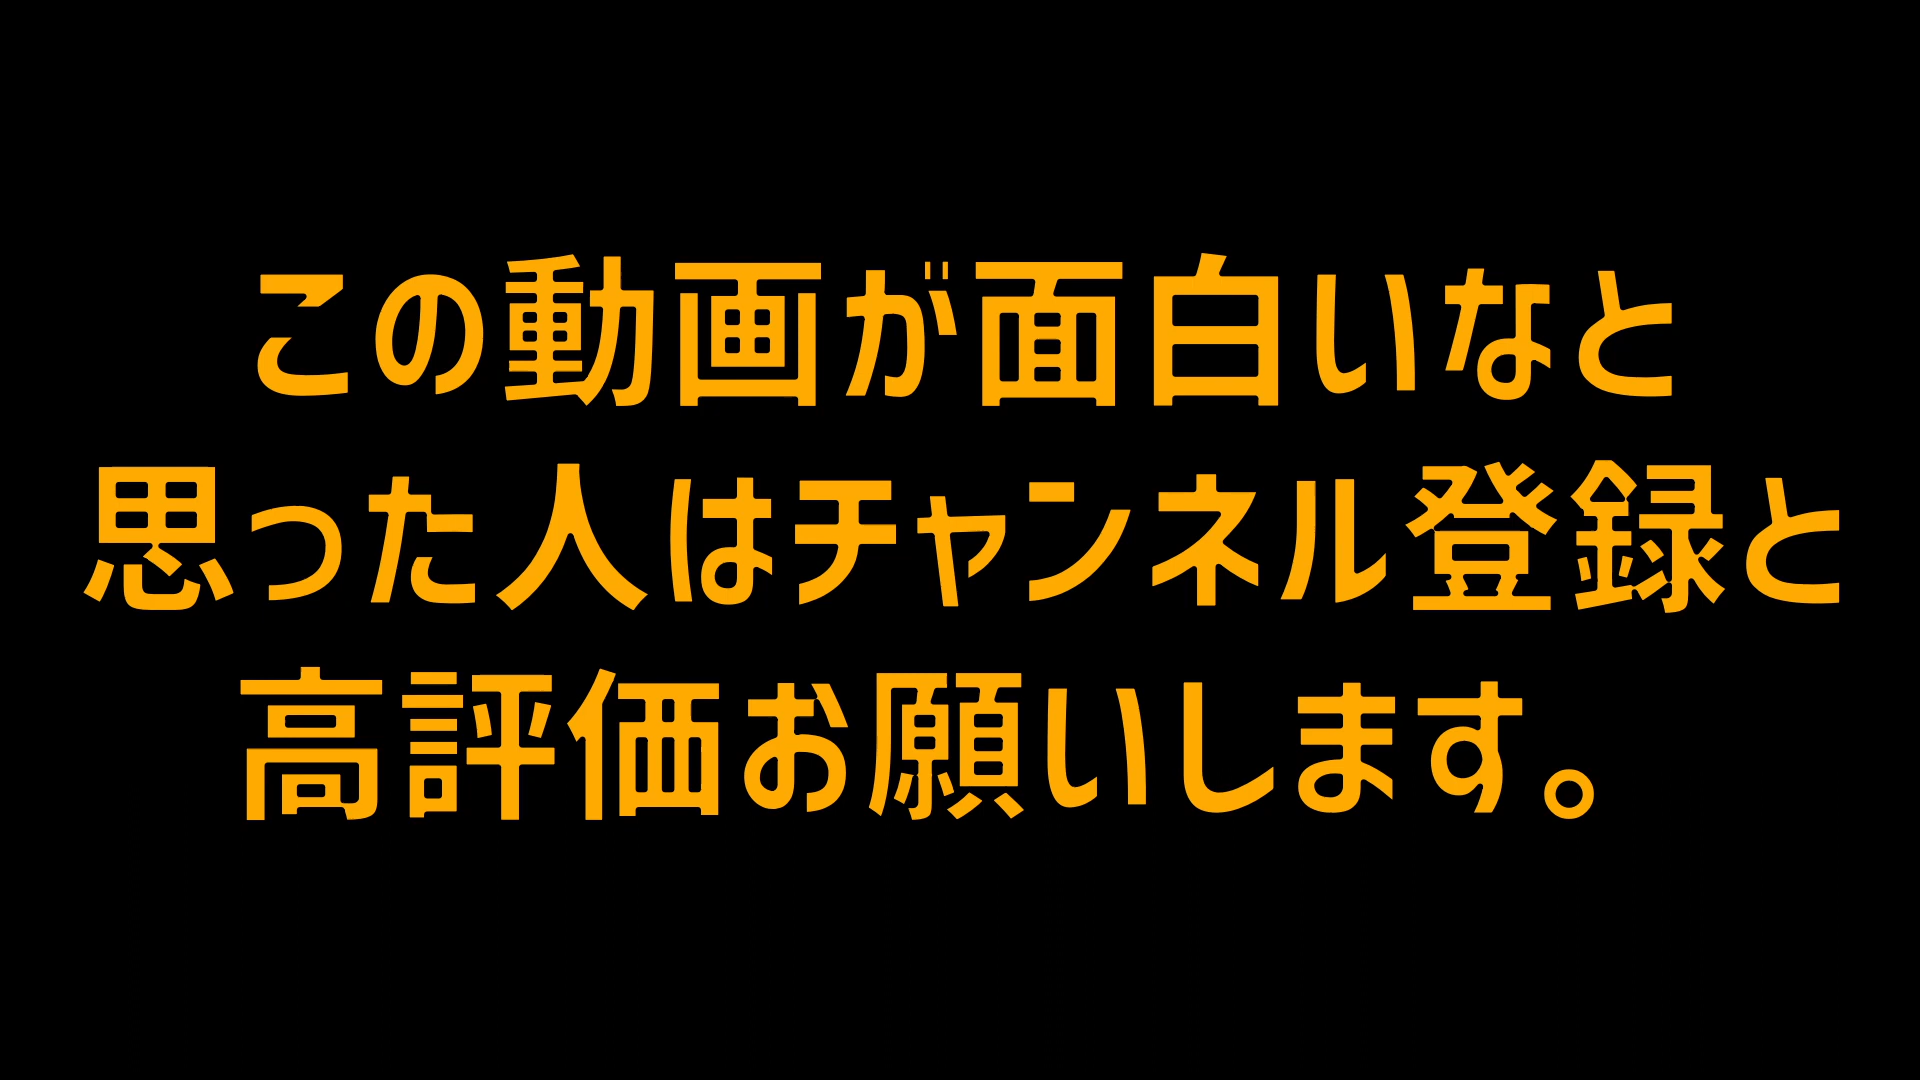 この動画が面白いなと
思った人はチャンネル登録と
高評価お願いします。